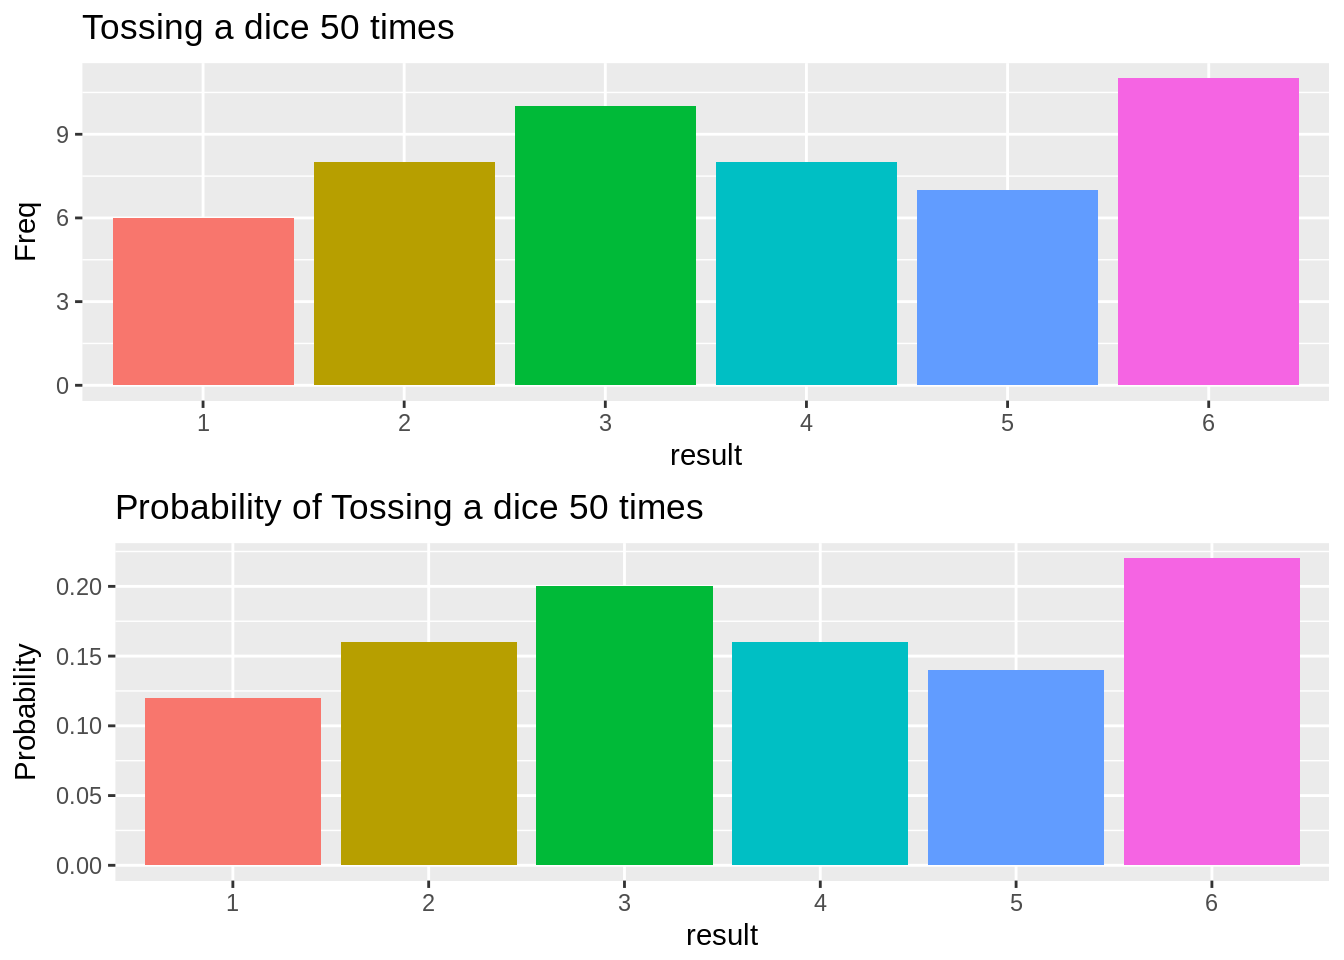 Tossing a dice 50 times
9
6
3
0
Freq
1 2 3 4 5 6
result
Probability of Tossing a dice 50 times
0.20
0.15
0.10
0.05
0.00
Probability
1 2 3 4 5 6
result